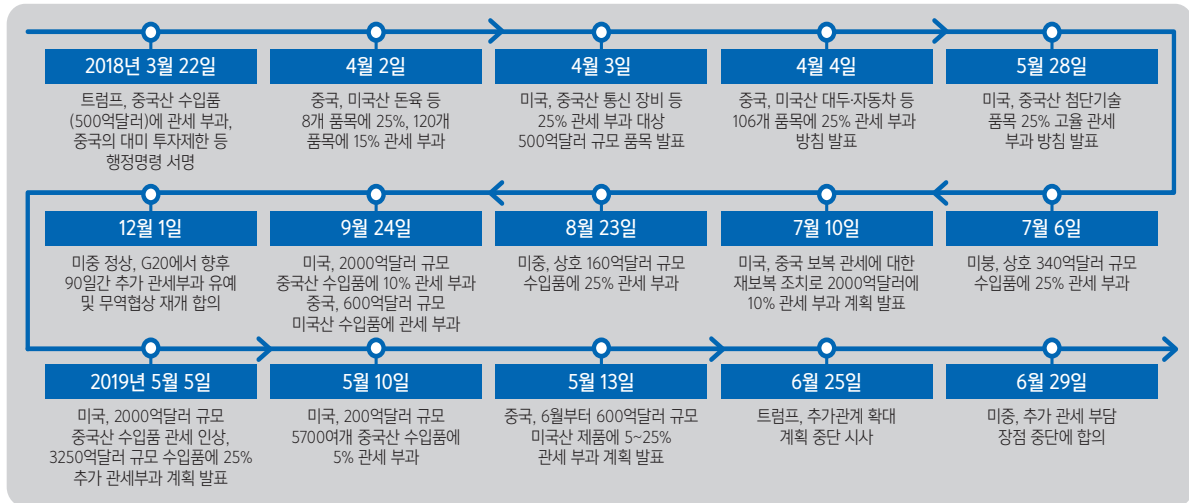 2018년 3월 22일
트럼프, 중국산 수입품
(500억달러)에 관세 부과,
중국의 대미 투자제한 등
행정명령 서명
4월 2일
중국, 미국산 돈육 등
8개 품목에 25%, 120개
품목에 15% 관세 부과
4월 3일
미국, 중국산 통신 장비 등
25% 관세 부과 대상
500억달러 규모 품목 발표
4월 4일
중국, 미국산 대두·자동차 등
106개 품목에 25% 관세 부과
방침 발표
5월 28일
미국, 중국산 첨단기술
품목 25% 고율 관세
부과 방침 발표
7월 6일
미붕, 상호 340억달러 규모
수입품에 25% 관세 부과
7월 10일
미국, 중국 보복 관세에 대한
재보복 조치로 2000억달러에
10% 관세 부과 계획 발표
8월 23일
미중, 상호 160억달러 규모
수입품에 25% 관세 부과
9월 24일
미국, 2000억달러 규모
중국산 수입품에 10% 관세 부과
중국, 600억달러 규모
미국산 수입품에 관세 부과
12월 1일
미중 정상, G20에서 향후
90일간 추가 관세부과 유예
및 무역협상 재개 합의
2019년 5월 5일
미국, 2000억달러 규모
중국산 수입품 관세 인상,
3250억달러 규모 수입품에 25%
추가 관세부과 계획 발표
5월 10일
미국, 200억달러 규모
5700여개 중국산 수입품에
5% 관세 부과
5월 13일
중국, 6월부터 600억달러 규모
미국산 제품에 5~25%
관세 부과 계획 발표
6월 25일
트럼프, 추가관계 확대
계획 중단 시사
6월 29일
미중, 추가 관세 부담
장점 중단에 합의